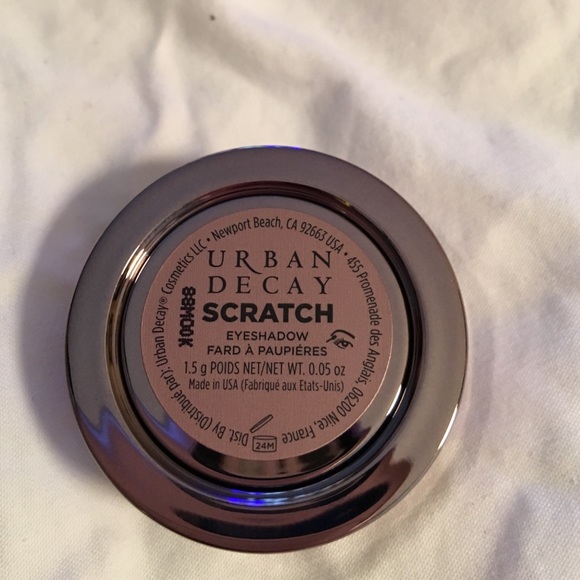 Dist. By (Distribué par): Urban Decay® Cosmetics LLC • Newport Beach, CA 92663 USA • 455 Promenade des Anglais, 06200 Nice, France
URBAN
DECAY
SCRATCH
EYESHADOW
FARD À PAUPIÉRES
1.5 g POIDS NET/NET WT. 0.05 oz
Made in USA (Fabriqué aux Etats-Unis)
24M